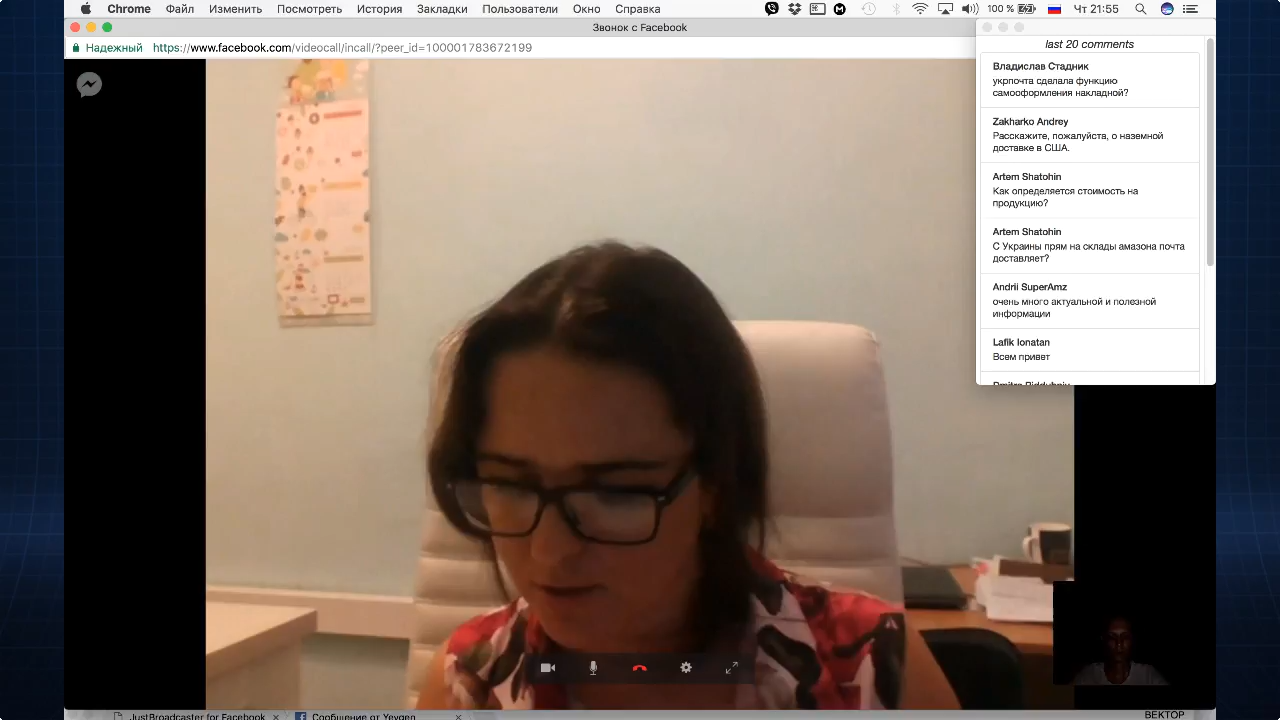 Chrome Файл Изменить Посмотреть История Закладки Пользователи Окно Справка 100 % Чт 21:55
Звонок с Facebook
Надежный https://www.facebook.com/videocall/incall/?peer_id=100001783672199
last 20 comments
Владислав Стадник
укрпочта сделала функцию
самооформления накладной?
Zakharko Andrey
Расскажите, пожалуйста, о наземной
доставке в США.
Artem Shatohin
Как определяется стоимость на
продукцию?
Artem Shatohin
С Украины прям на склады амазона почта
доставляет?
Andrii SuperAmz
очень много актуальной и полезной
информации
Lafik Ionatan
Всем привет
JustBroadcaster for Facebook
Сообщение от Yevgen
ВЕКТОР